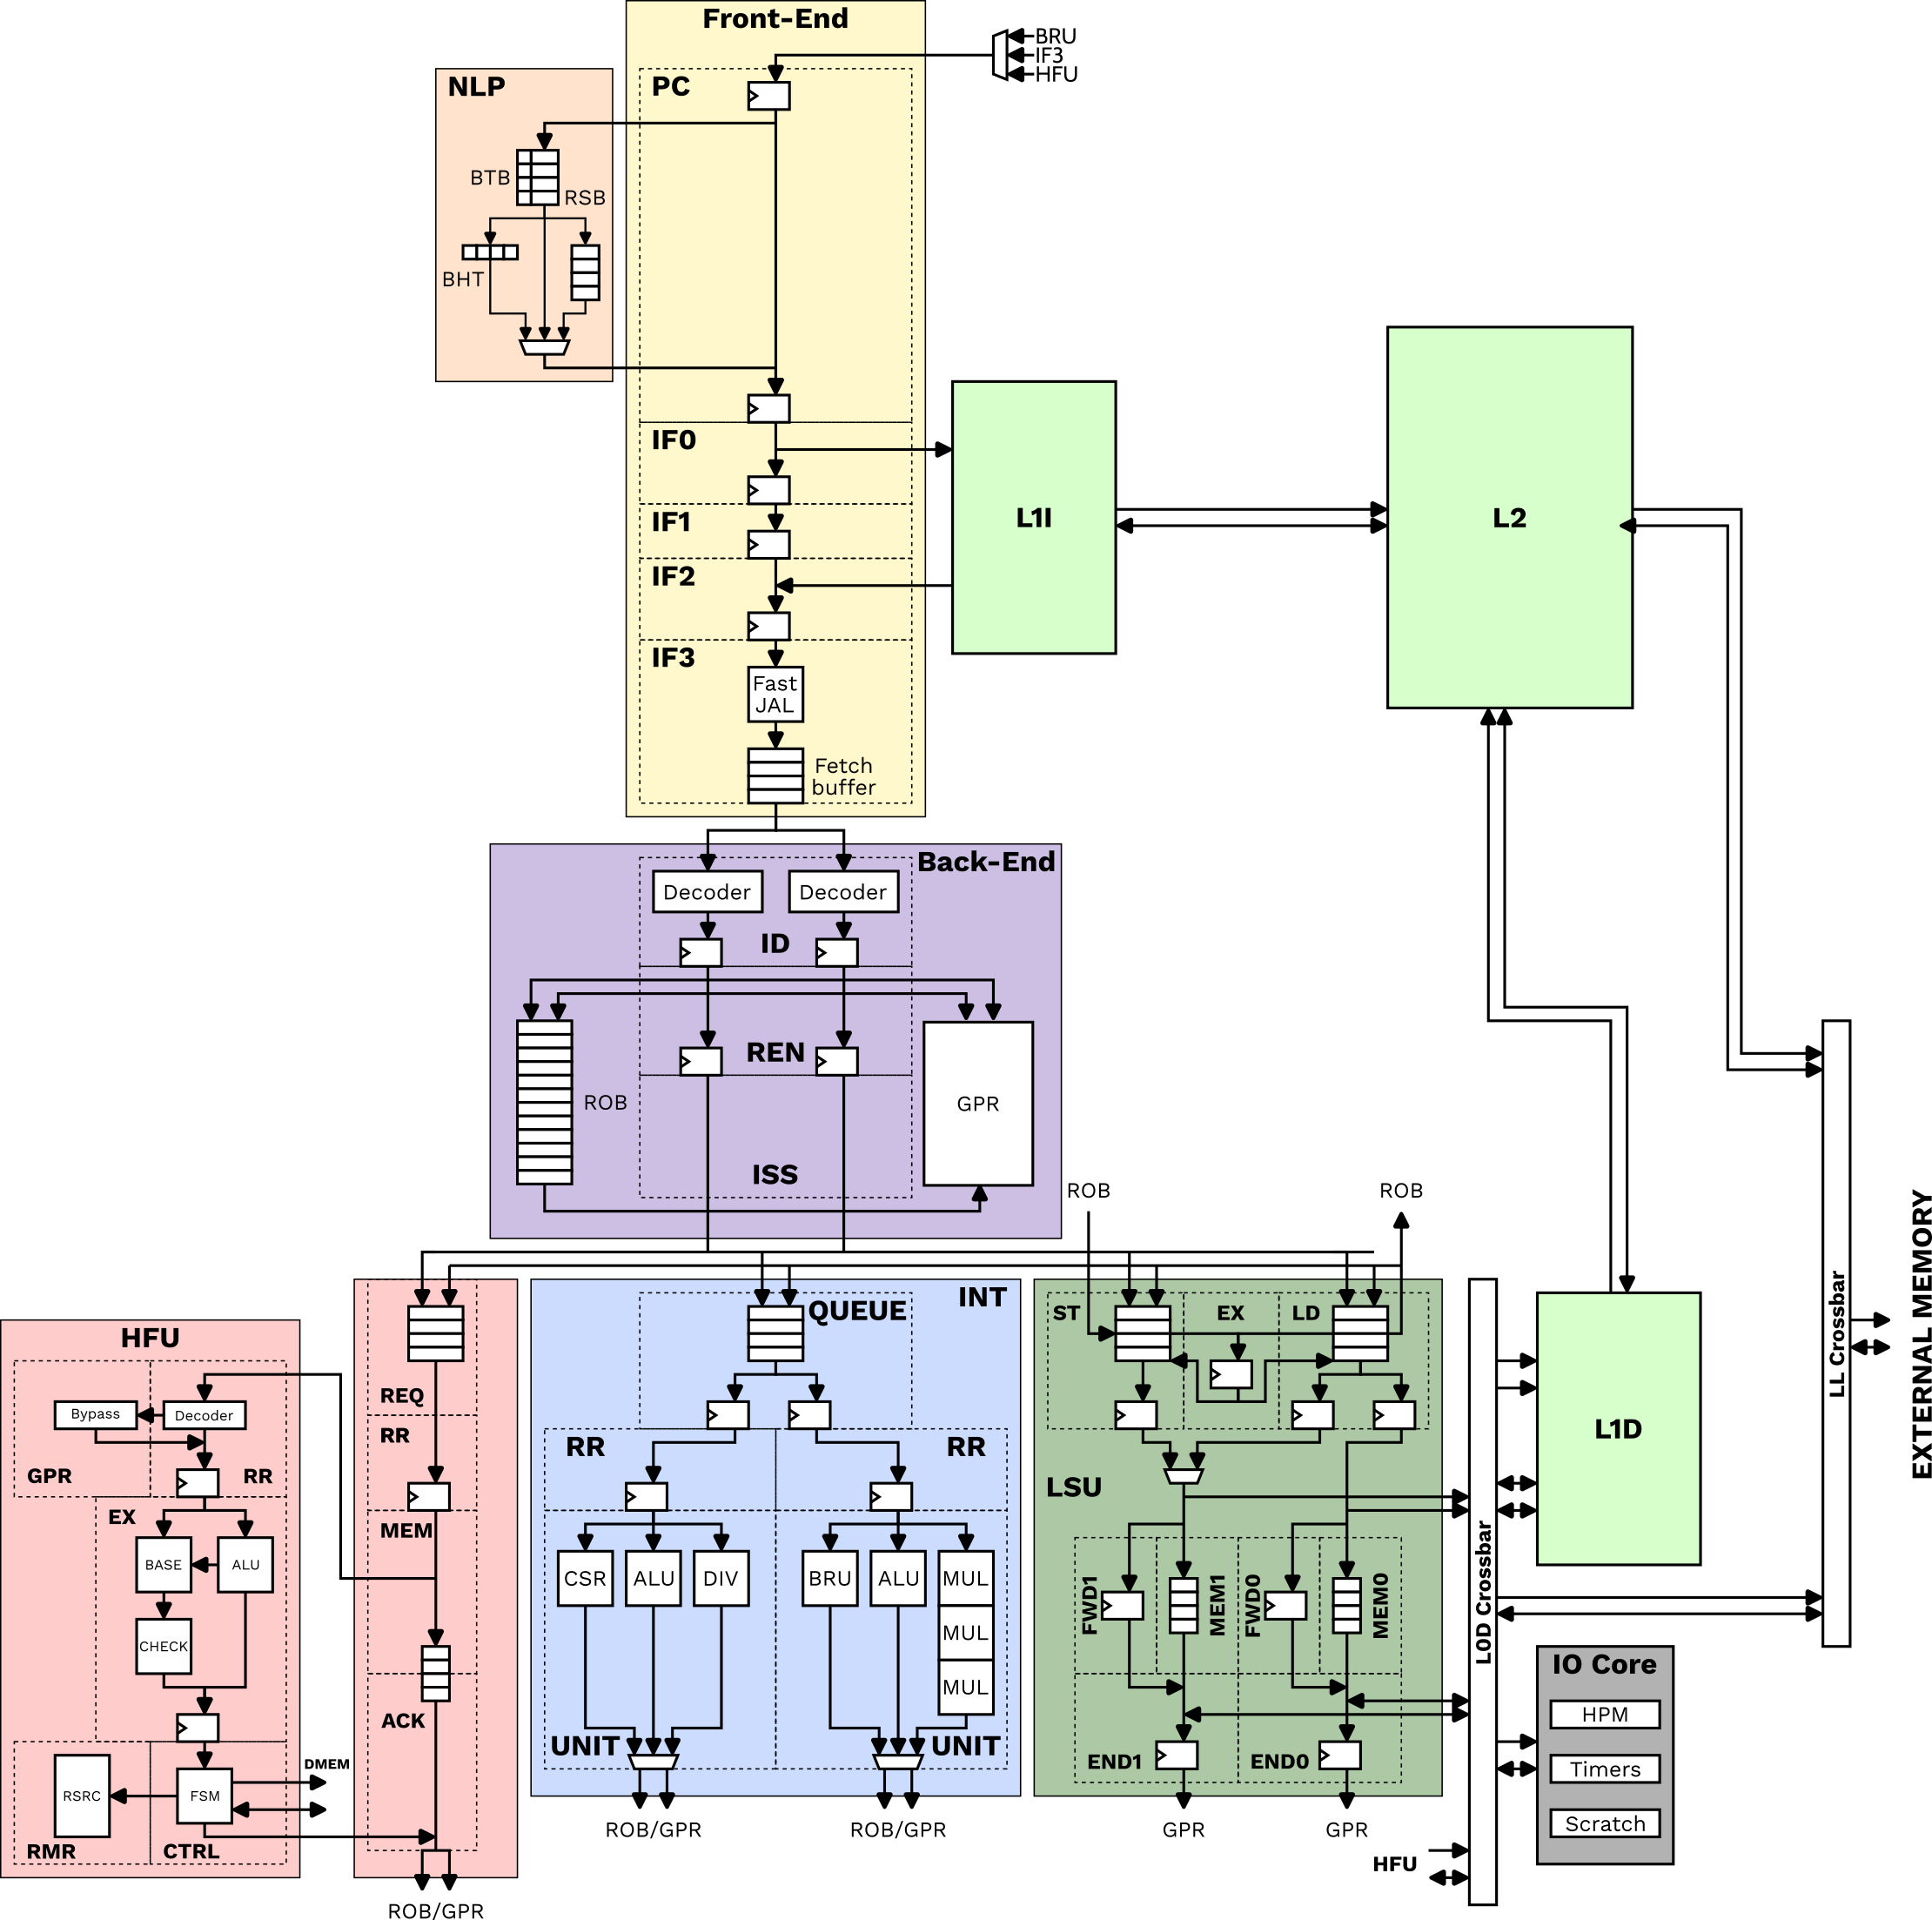 Front-End
BRU
IF3
HFU
NLP
PC
BTB
RSB
BHT
IF0
IF1
L1I
L2
IF2
IF3
Fast
JAL
Fetch
buffer
Back-End
Decoder
Decoder
ID
REN
ROB
GPR
ISS
ROB
ROB
EXTERNAL MEMORY
LL Crossbar
HFU
Bypass
Decoder
GPR
RR
EX
BASE
ALU
CHECK
RSRC
FSM
DMEM
RMR
CTRL
REQ
RR
MEM
ACK
ROB/GPR
INT
QUEUE
RR
RR
CSR
ALU
DIV
BRU
ALU
MUL
MUL
MUL
UNIT
UNIT
ROB/GPR
ROB/GPR
ST
EX
LD
LSU
FWD1
MEM1
FWD0
MEM0
END1
END0
GPR
GPR
L0D Crossbar
L1D
IO Core
HPM
Timers
Scratch
HFU